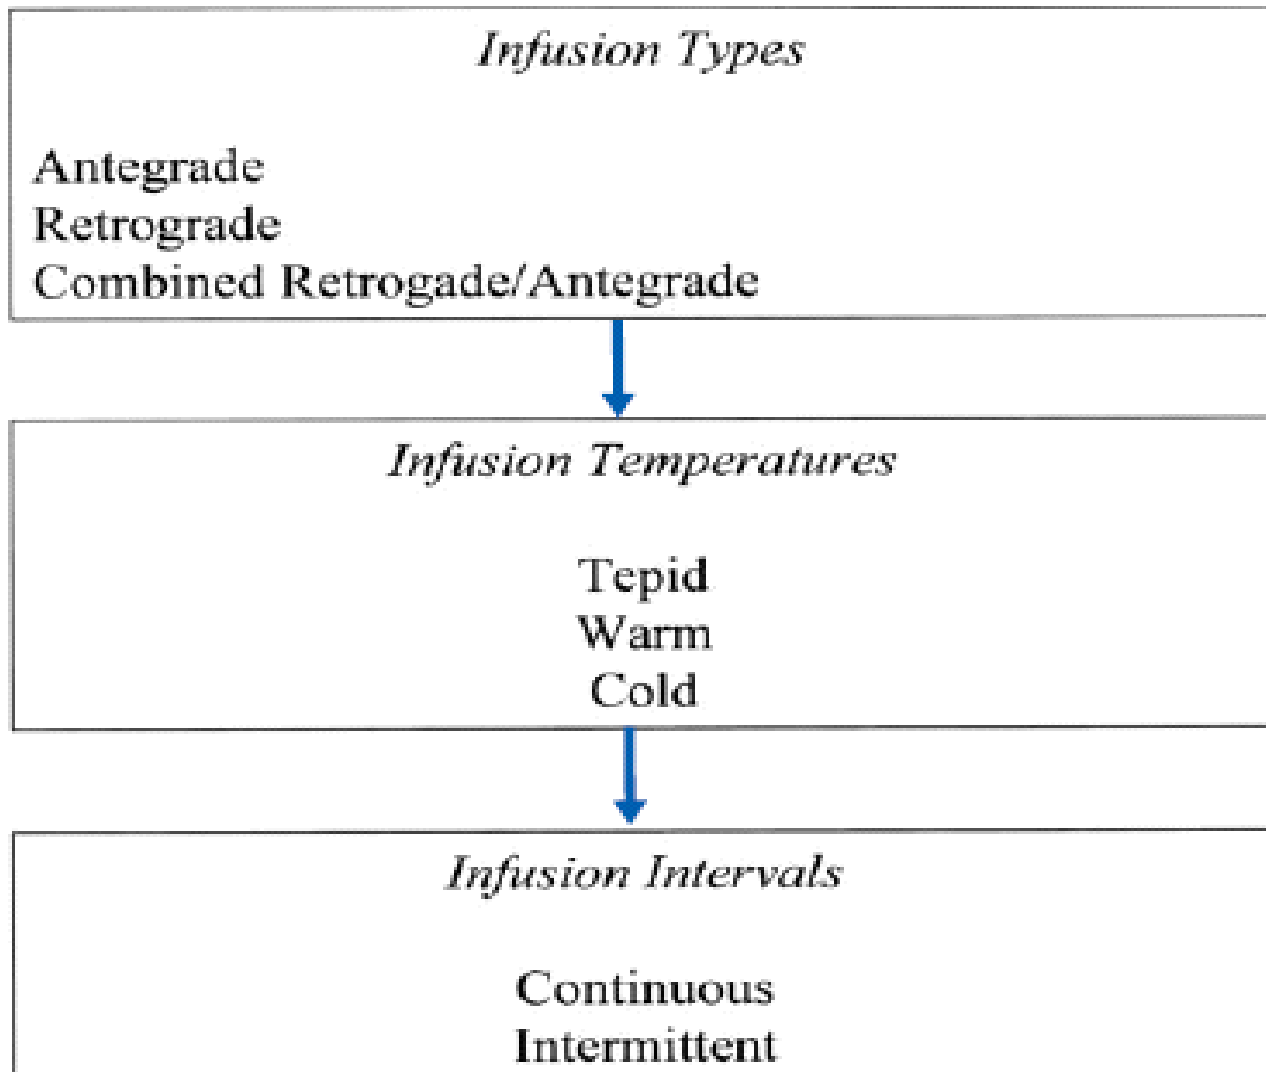 Infusion Types
Antegrade
Retrograde
Combined Retrogade/Antegrade
Infusion Temperatures
Tepid
Warm
Cold
Infusion Intervals
Continuous
Intermittent